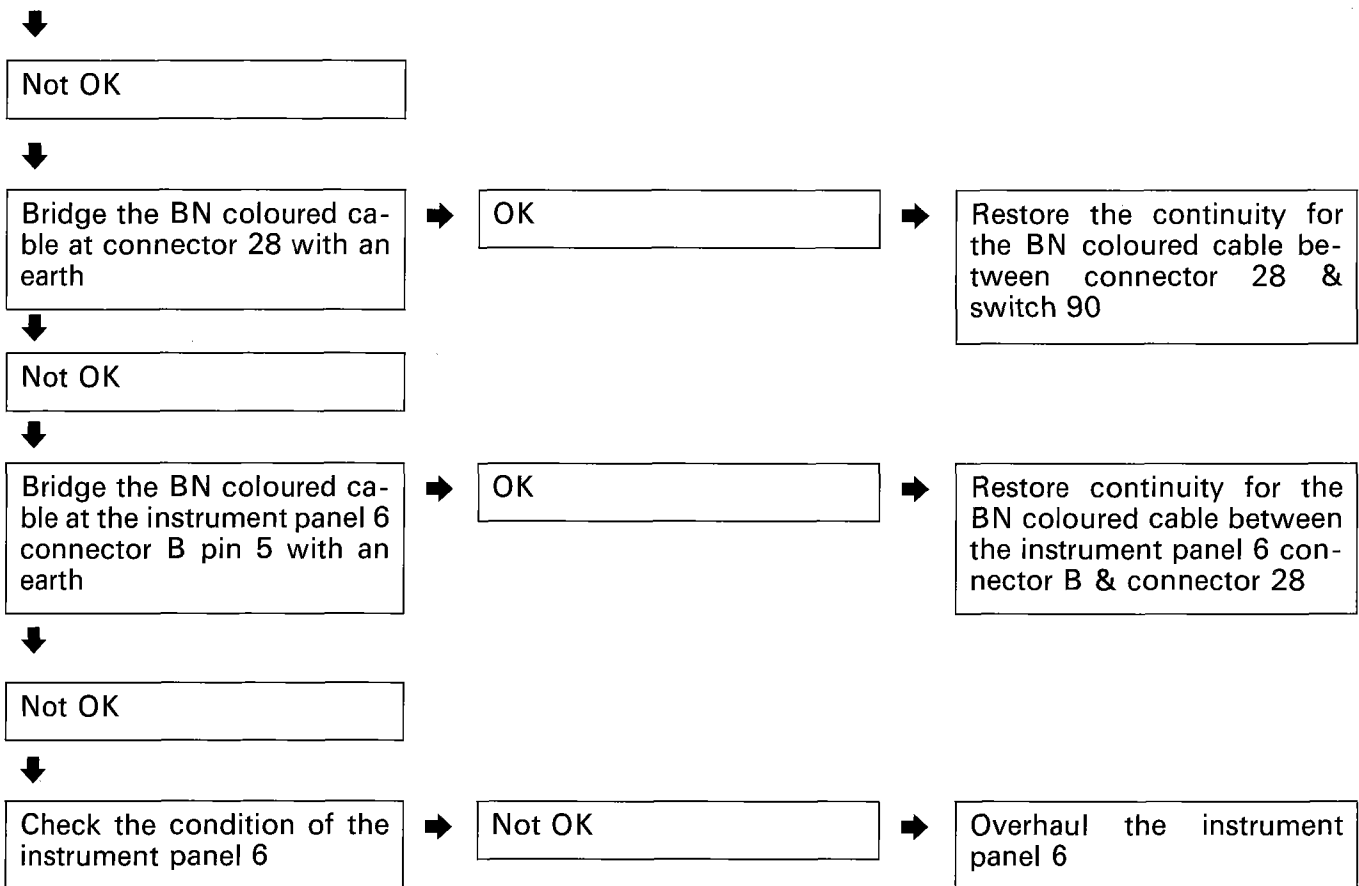 Not OK
Bridge the BN coloured ca-
ble at connector 28 with an
earth
OK
Restore the continuity for
the BN coloured cable be-
tween connector 28 &
switch 90
Not OK
Bridge the BN coloured ca-
ble at the instrument panel 6
connector B pin 5 with an
earth
OK
Restore continuity for the
BN coloured cable between
the instrument panel 6 con-
nector B & connector 28
Not OK
Check the condition of the
instrument panel 6
Not OK
Overhaul the instrument
panel 6